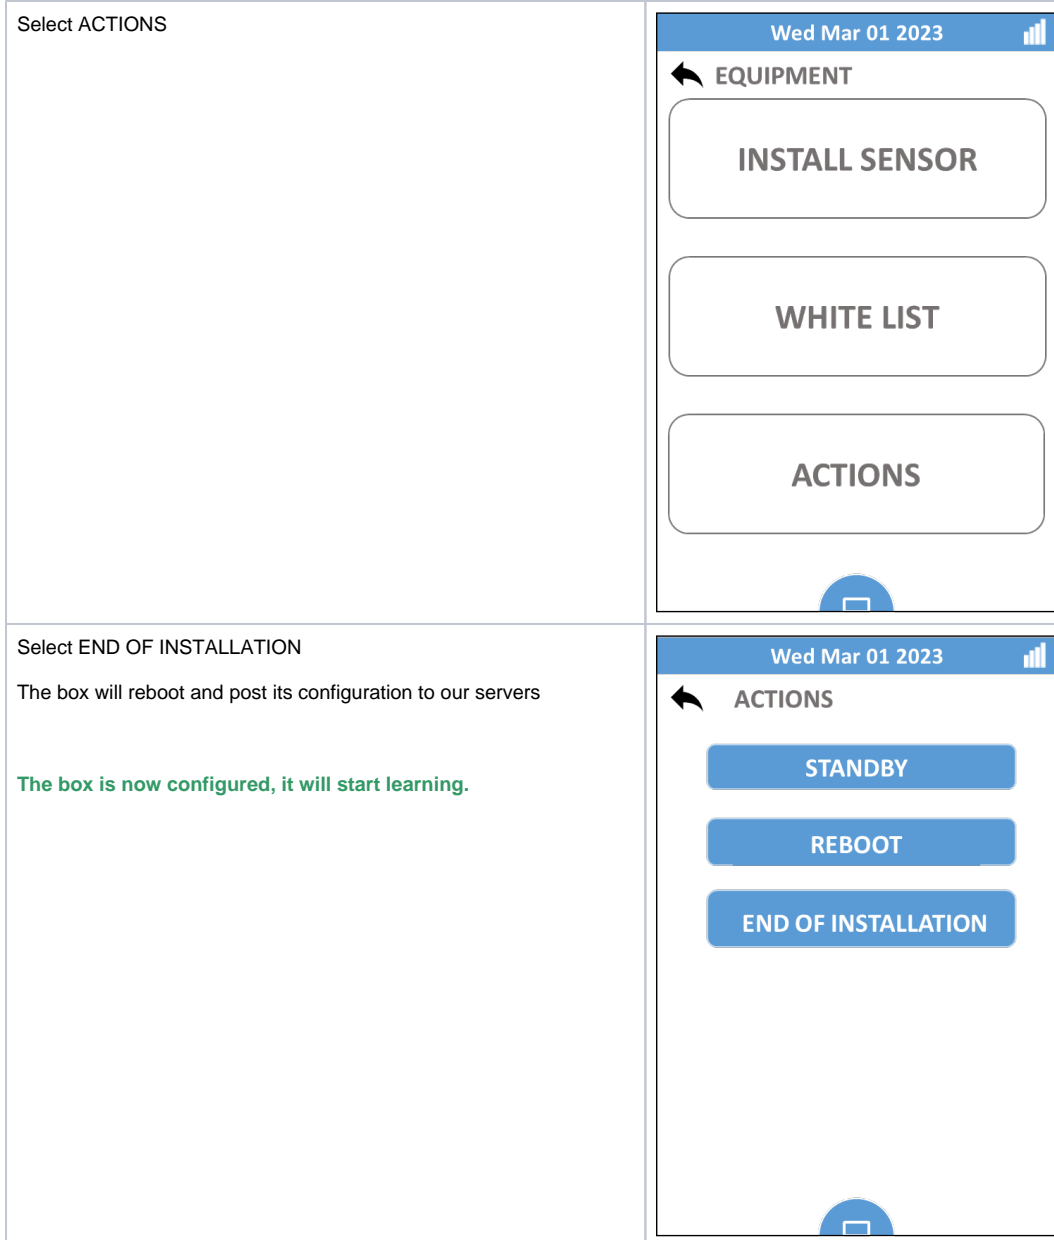 Select ACTIONS
Wed Mar 01 2023
EQUIPMENT
INSTALL SENSOR
WHITE LIST
ACTIONS
Select END OF INSTALLATION
The box will reboot and post its configuration to our servers
The box is now configured, it will start learning.
Wed Mar 01 2023
ACTIONS
STANDBY
REBOOT
END OF INSTALLATION